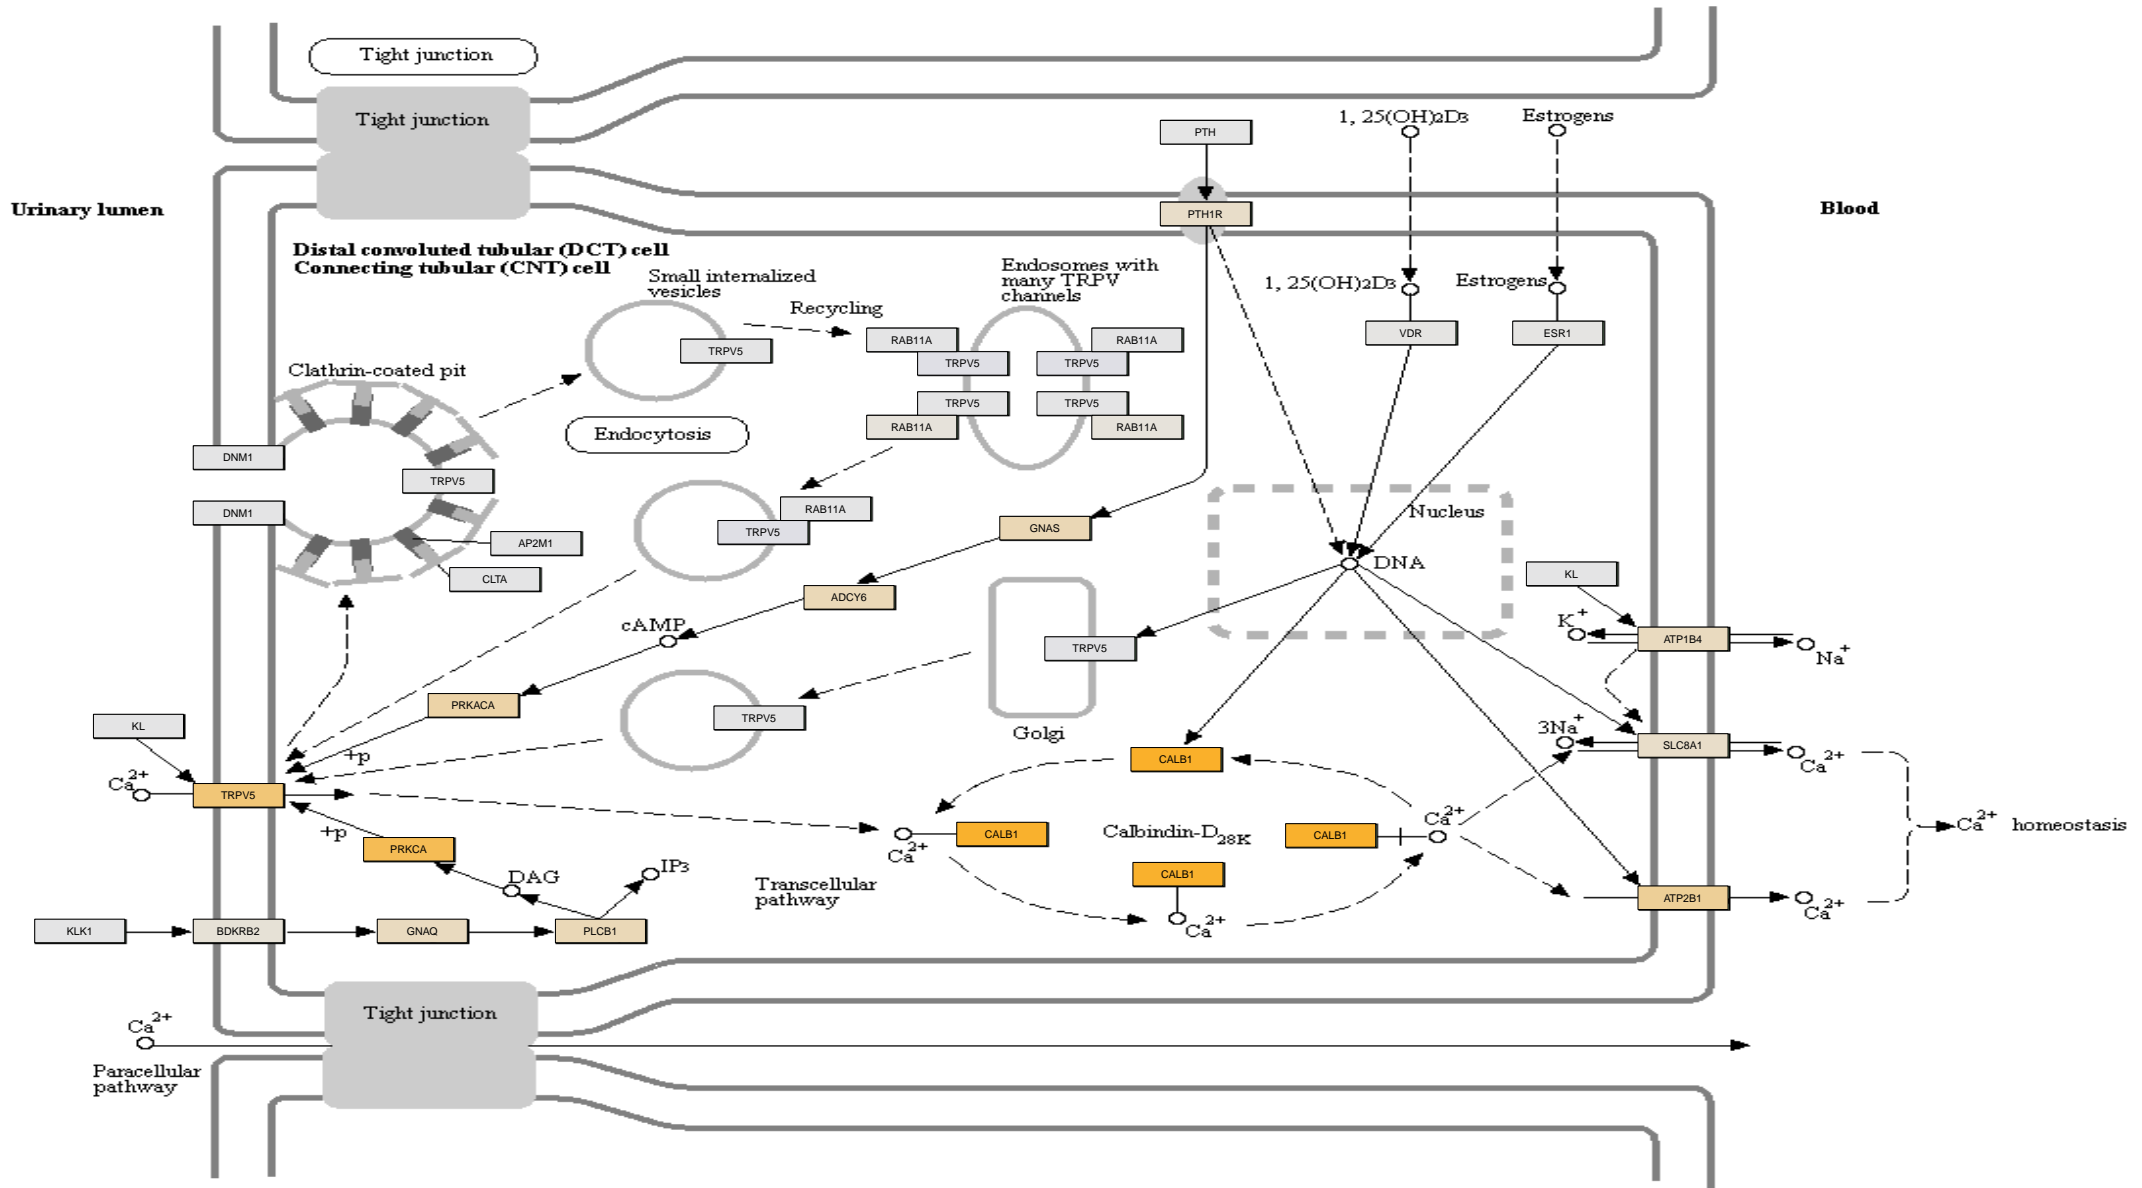 Tight junction
Tight junction
1, 25(OH)2D3
Estrogens
PTH
Urinary lumen
PTH1R
Blood
Distal convoluted tubular (DCT) cell
Connecting tubular (CNT) cell
Small internalized
vesicles
Endosomes with
many TRPV
channels
Recycling
1, 25(OH)2D3
Estrogens
RAB11A
RAB11A
VDR
ESR1
TRPV5
TRPV5
TRPV5
Clathrin-coated pit
TRPV5
TRPV5
RAB11A
RAB11A
Endocytosis
DNM1
TRPV5
DNM1
RAB11A
TRPV5
Nucleus
GNAS
AP2M1
CLTA
DNA
KL
ADCY6
cAMP
K+
ATP1B4
Na+
TRPV5
PRKACA
TRPV5
KL
Golgi
3Na+
SLC8A1
Ca2+
+p
CALB1
Ca2+
TRPV5
+p
CALB1
Ca2+
Calbindin-D28K
CALB1
Ca2+
Ca2+ homeostasis
PRKCA
IP3
DAG
CALB1
Transcellular
pathway
ATP2B1
Ca2+
Ca2+
KLK1
BDKRB2
GNAQ
PLCB1
Tight junction
Ca2+
Paracellular
pathway